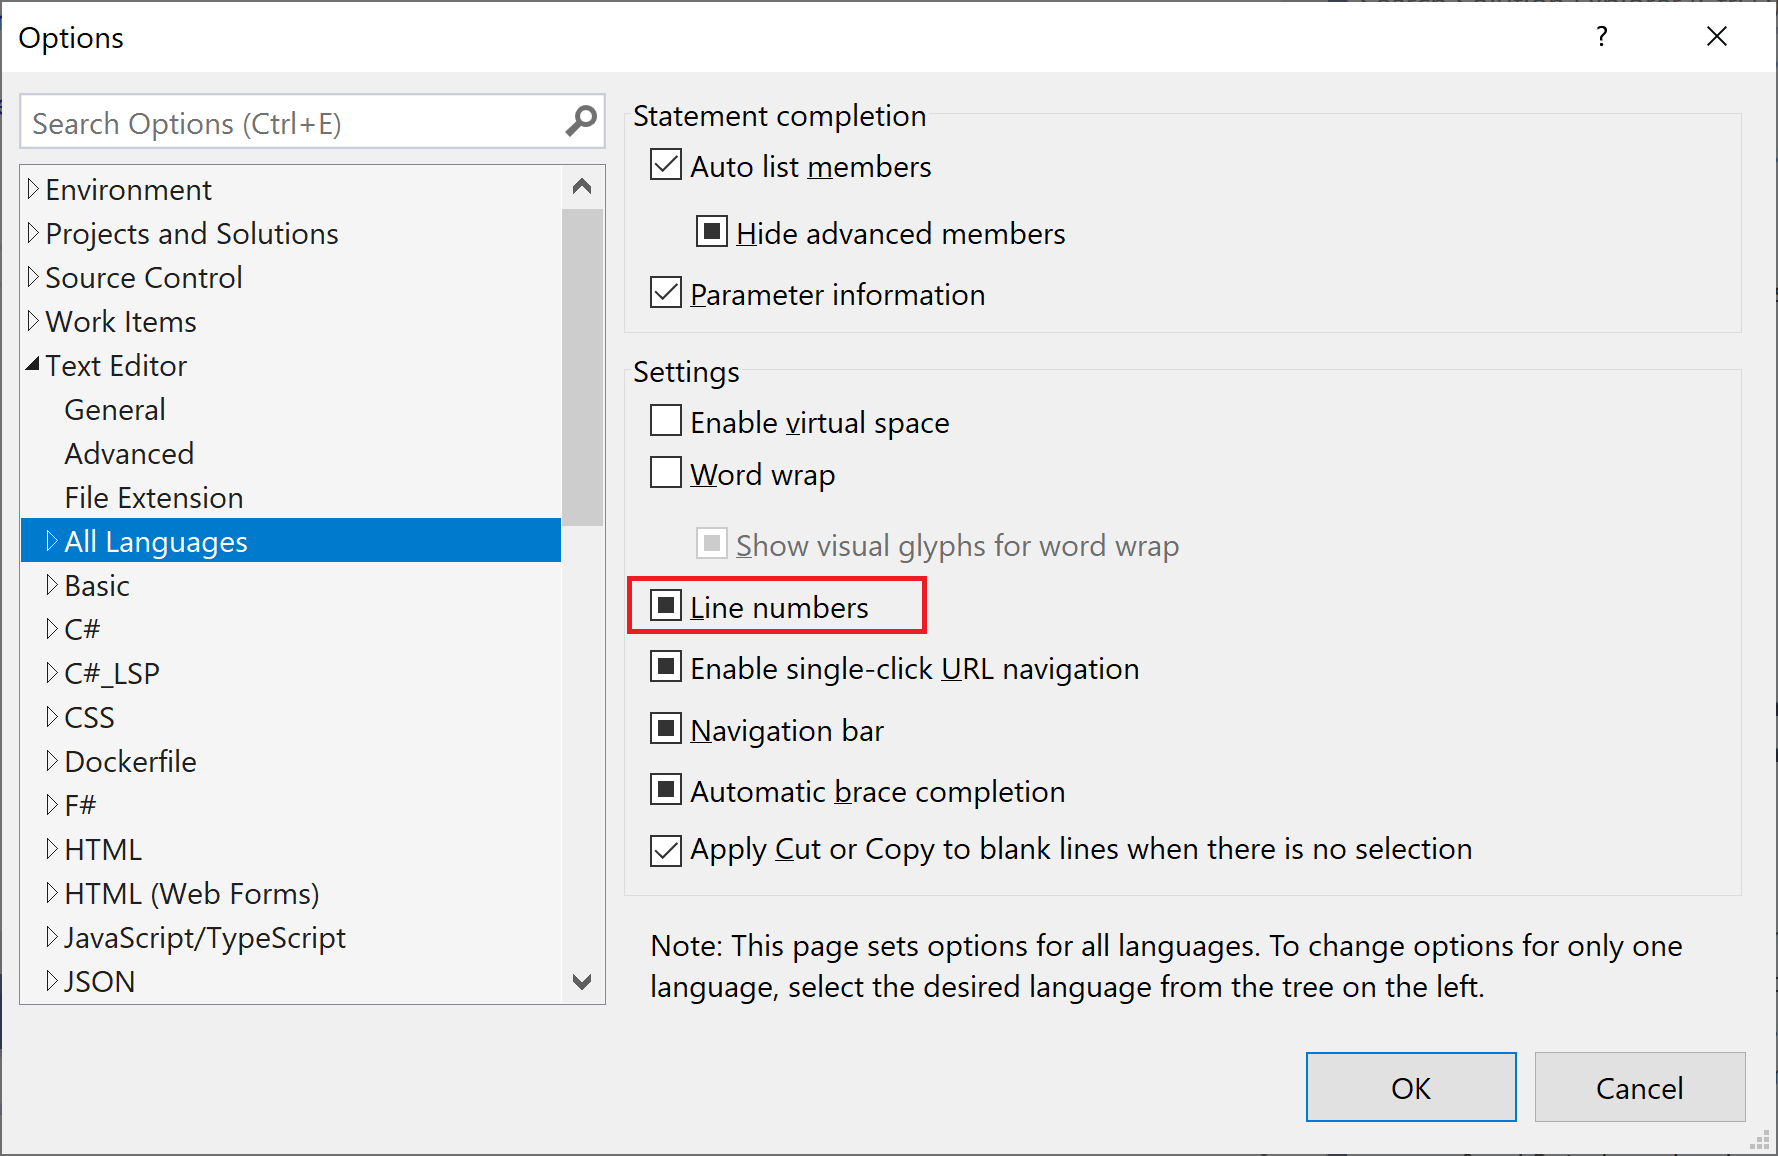 Options
?
Search Options (Ctrl+E)
Environment
Projects and Solutions
Source Control
Work Items
Text Editor
General
Advanced
File Extension
All Languages
Basic
C#
C#_LSP
CSS
Dockerfile
F#
HTML
HTML (Web Forms)
JavaScript/TypeScript
JSON
Statement completion
Auto list members
Hide advanced members
Parameter information
Settings
Enable virtual space
Word wrap
Show visual glyphs for word wrap
Line numbers
Enable single-click URL navigation
Navigation bar
Automatic brace completion
Apply Cut or Copy to blank lines when there is no selection
Note: This page sets options for all languages. To change options for only one
language, select the desired language from the tree on the left.
OK
Cancel